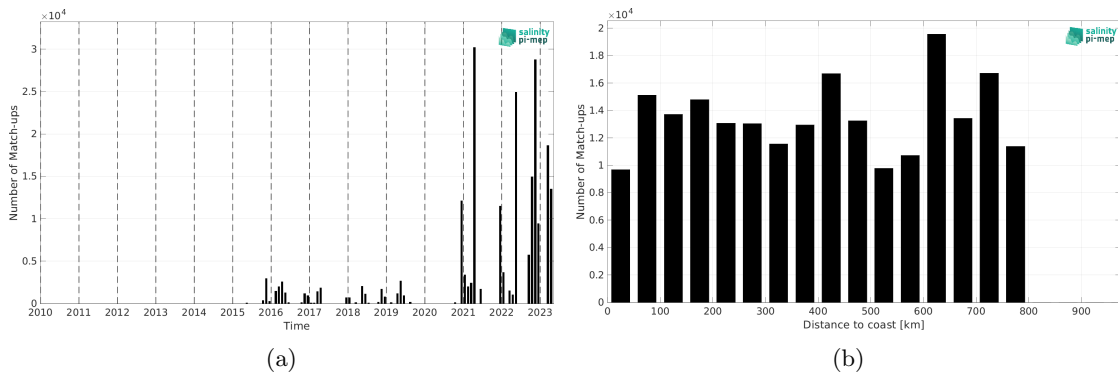 ×10⁴
3
2.5
2
1.5
1
0.5
0
2010 2011 2012 2013 2014 2015 2016 2017 2018 2019 2020 2021 2022 2023
Time
Number of Match-ups
salinity
pi-mep
(a)
×10⁴
2
1.8
1.6
1.4
1.2
1
0.8
0.6
0.4
0.2
0
0 100 200 300 400 500 600 700 800 900
Distance to coast [km]
Number of Match-ups
salinity
pi-mep
(b)